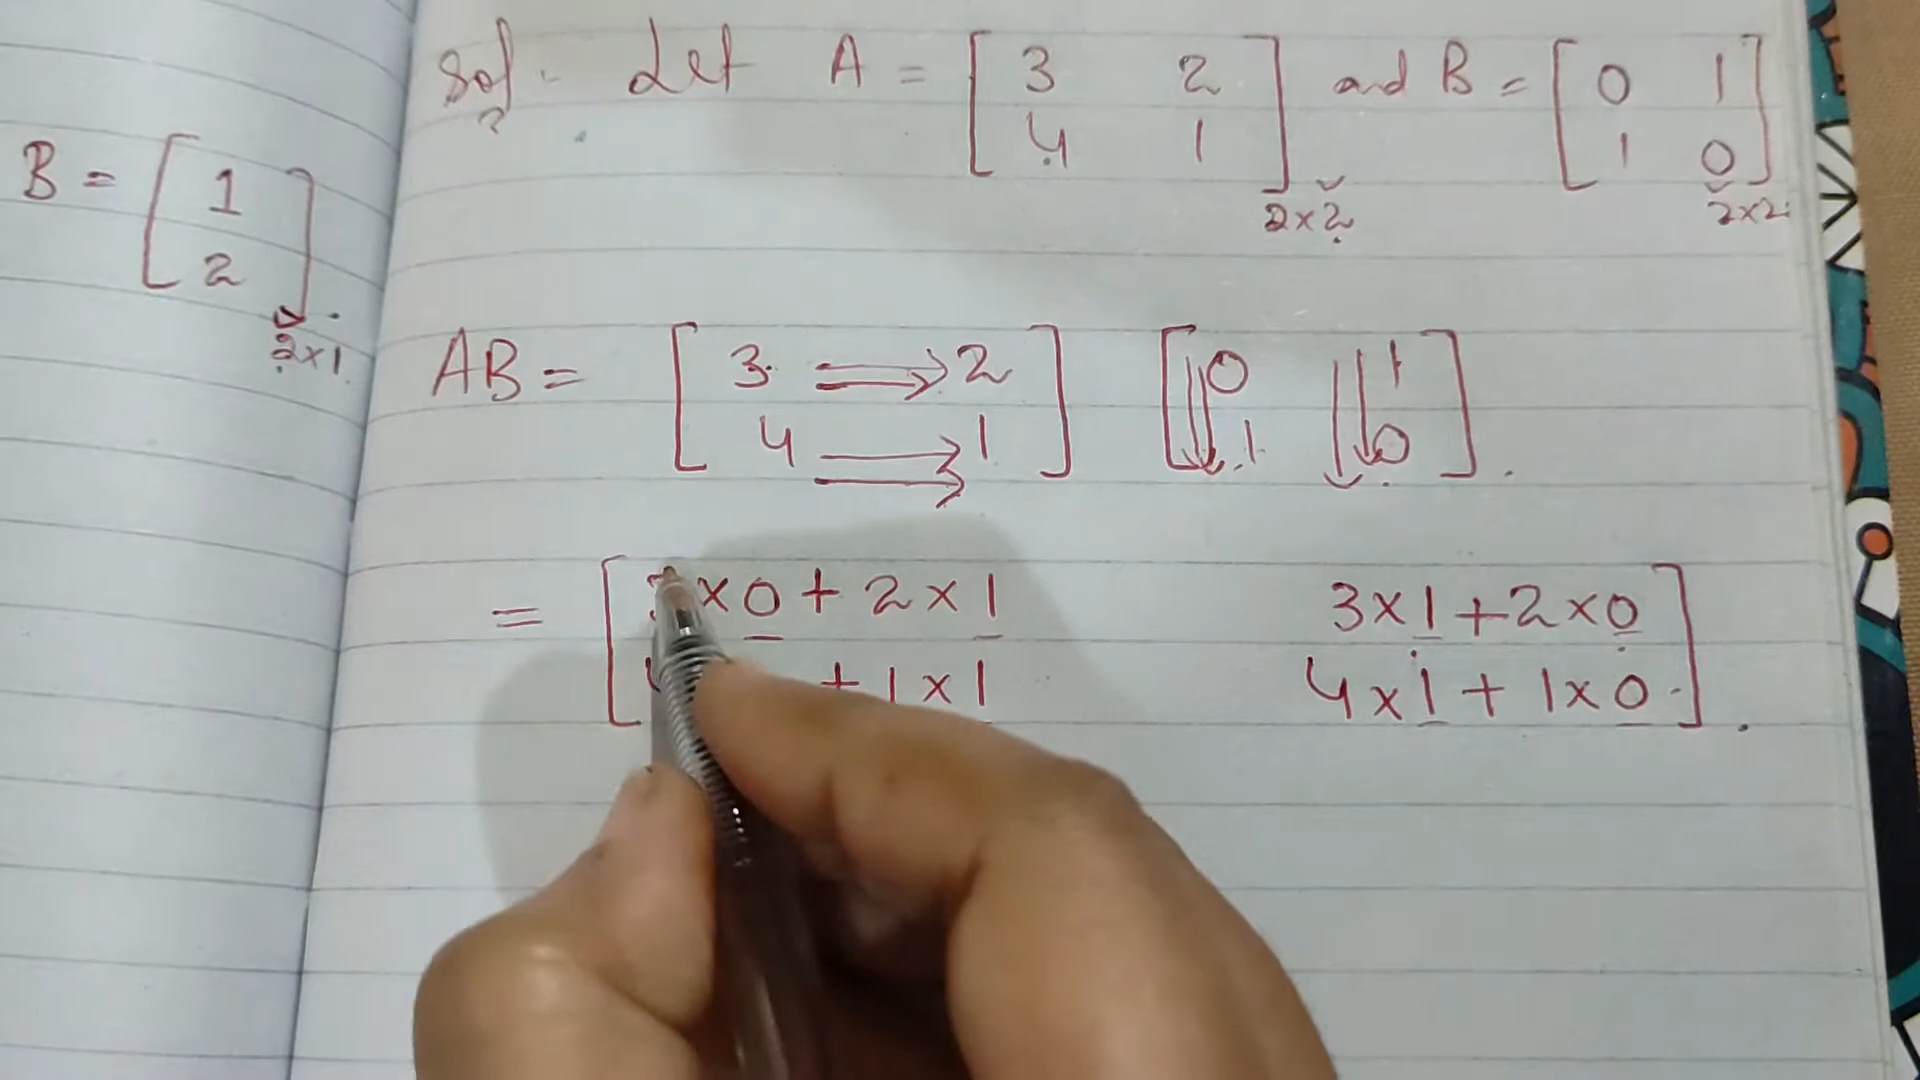 B = [ 1
2 ] 2×1
Sol. Let A = [ 3 2
4 1 ] 2×2 and B = [ 0 1
1 0 ] 2×2
AB = [ 3 ⟹ 2
4 ⟹ 1 ] [ 0 1
1 0 ].
= [ ×0 + 2×1 3×1 + 2×0
+ 1×1 4×1 + 1×0 ].